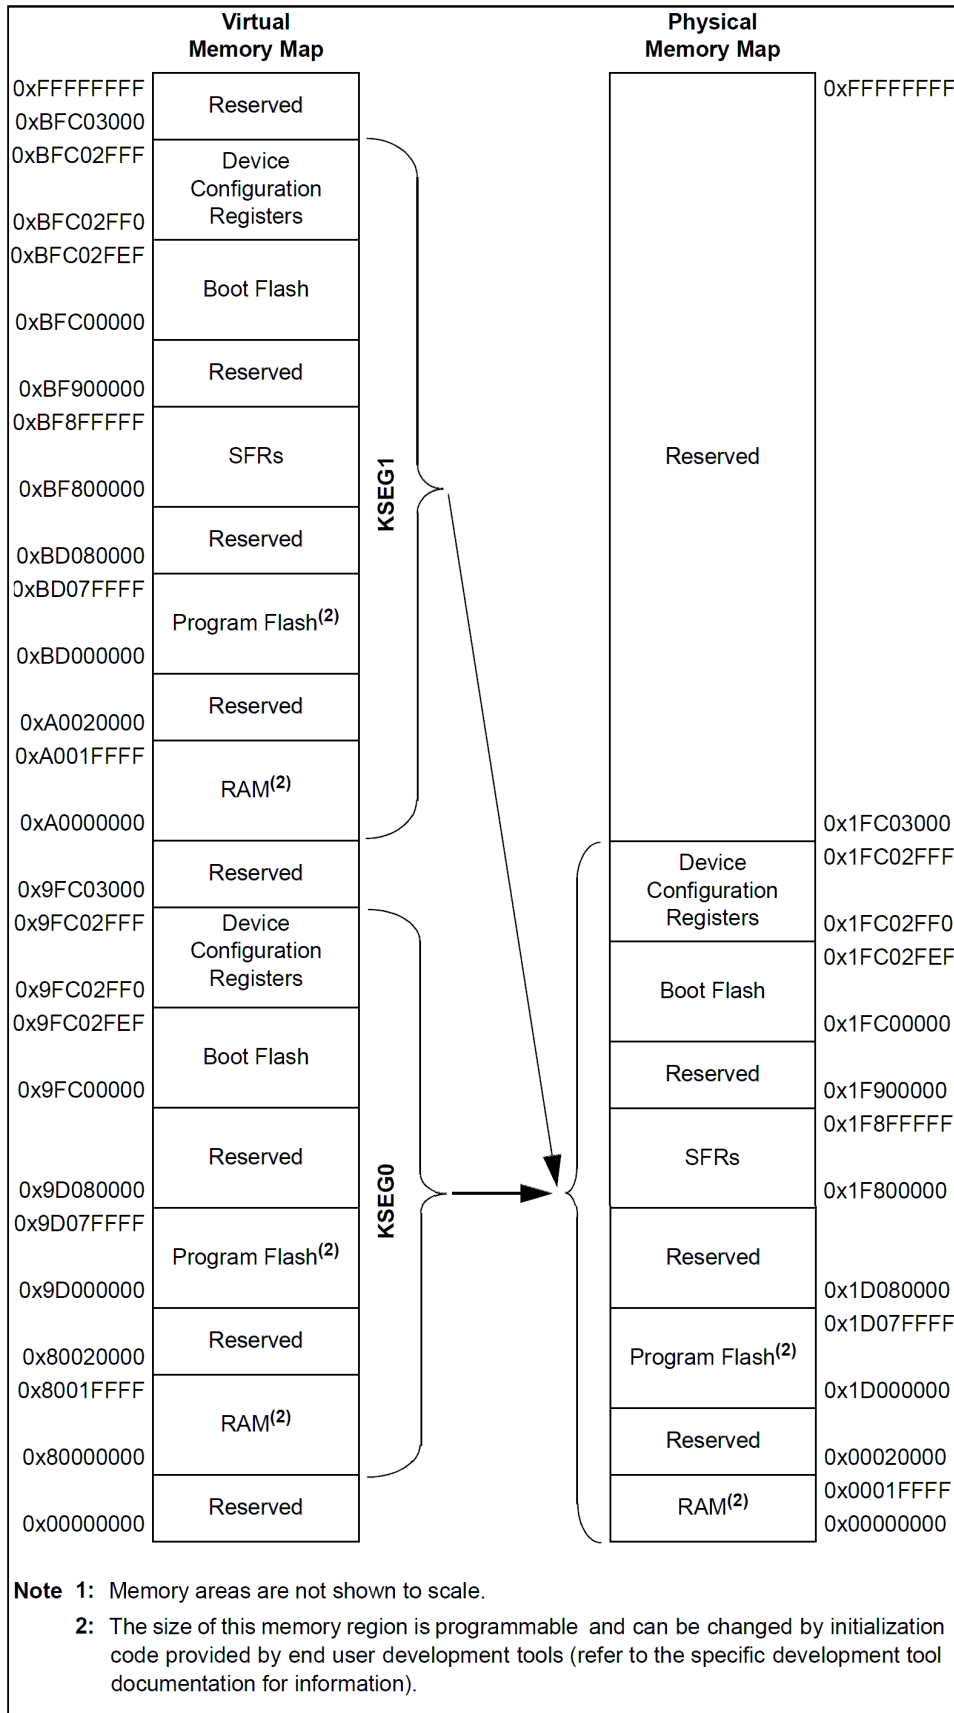 Virtual
Memory Map
Physical
Memory Map
0xFFFFFFFF
Reserved
0xBFC03000
0xBFC02FFF
Device
Configuration
Registers
0xBFC02FF0
0xBFC02FEF
Boot Flash
0xBFC00000
Reserved
0xBF900000
0xBF8FFFFF
SFRs
0xBF800000
Reserved
0xBD080000
0xBD07FFFF
Program Flash(2)
0xBD000000
Reserved
0xA0020000
0xA001FFFF
RAM(2)
0xA0000000
KSEG1
Reserved
0x9FC03000
0x9FC02FFF
Device
Configuration
Registers
0x9FC02FF0
0x9FC02FEF
Boot Flash
0x9FC00000
Reserved
0x9D080000
0x9D07FFFF
Program Flash(2)
0x9D000000
Reserved
0x80020000
0x8001FFFF
RAM(2)
0x80000000
KSEG0
Reserved
0x00000000
0xFFFFFFFF
Reserved
0x1FC03000
0x1FC02FFF
Device
Configuration
Registers
0x1FC02FF0
0x1FC02FEF
Boot Flash
0x1FC00000
Reserved
0x1F900000
0x1F8FFFFF
SFRs
0x1F800000
Reserved
0x1D080000
0x1D07FFFF
Program Flash(2)
0x1D000000
Reserved
0x00020000
0x0001FFFF
RAM(2)
0x00000000
Note 1: Memory areas are not shown to scale.
2: The size of this memory region is programmable and can be changed by initialization
code provided by end user development tools (refer to the specific development tool
documentation for information).